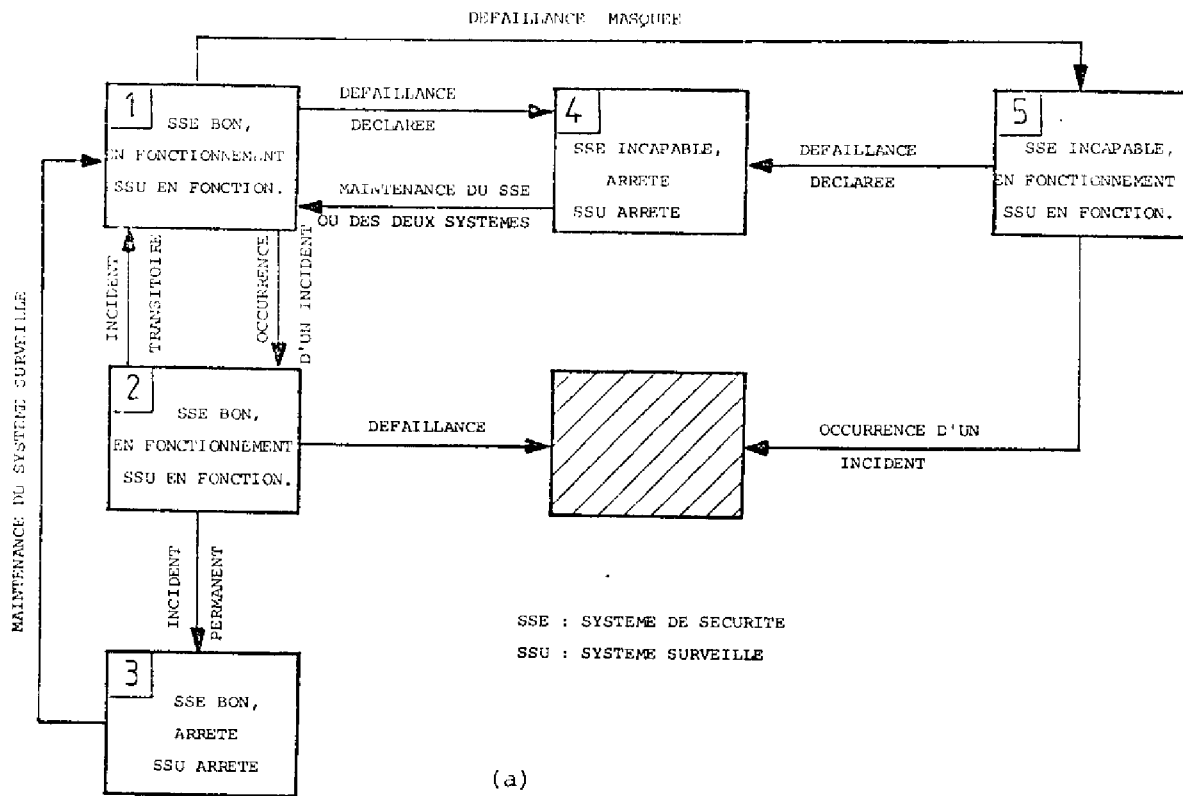 DEFAILLANCE MASQUEE
1
SSE BON,
EN FONCTIONNEMENT
SSU EN FONCTION.
DEFAILLANCE
DECLAREE
4
SSE INCAPABLE,
ARRETE
SSU ARRETE
DEFAILLANCE
DECLAREE
5
SSE INCAPABLE,
EN FONCTIONNEMENT
SSU EN FONCTION.
MAINTENANCE DU SSE
OU DES DEUX SYSTEMES
INCIDENT
TRANSITOIRE
OCCURRENCE
D'UN INCIDENT
MAINTENANCE DU SYSTEME SURVEILLE
2
SSE BON,
EN FONCTIONNEMENT
SSU EN FONCTION.
DEFAILLANCE
OCCURRENCE D'UN
INCIDENT
INCIDENT
PERMANENT
SSE : SYSTEME DE SECURITE
SSU : SYSTEME SURVEILLE
3
SSE BON,
ARRETE
SSU ARRETE
(a)